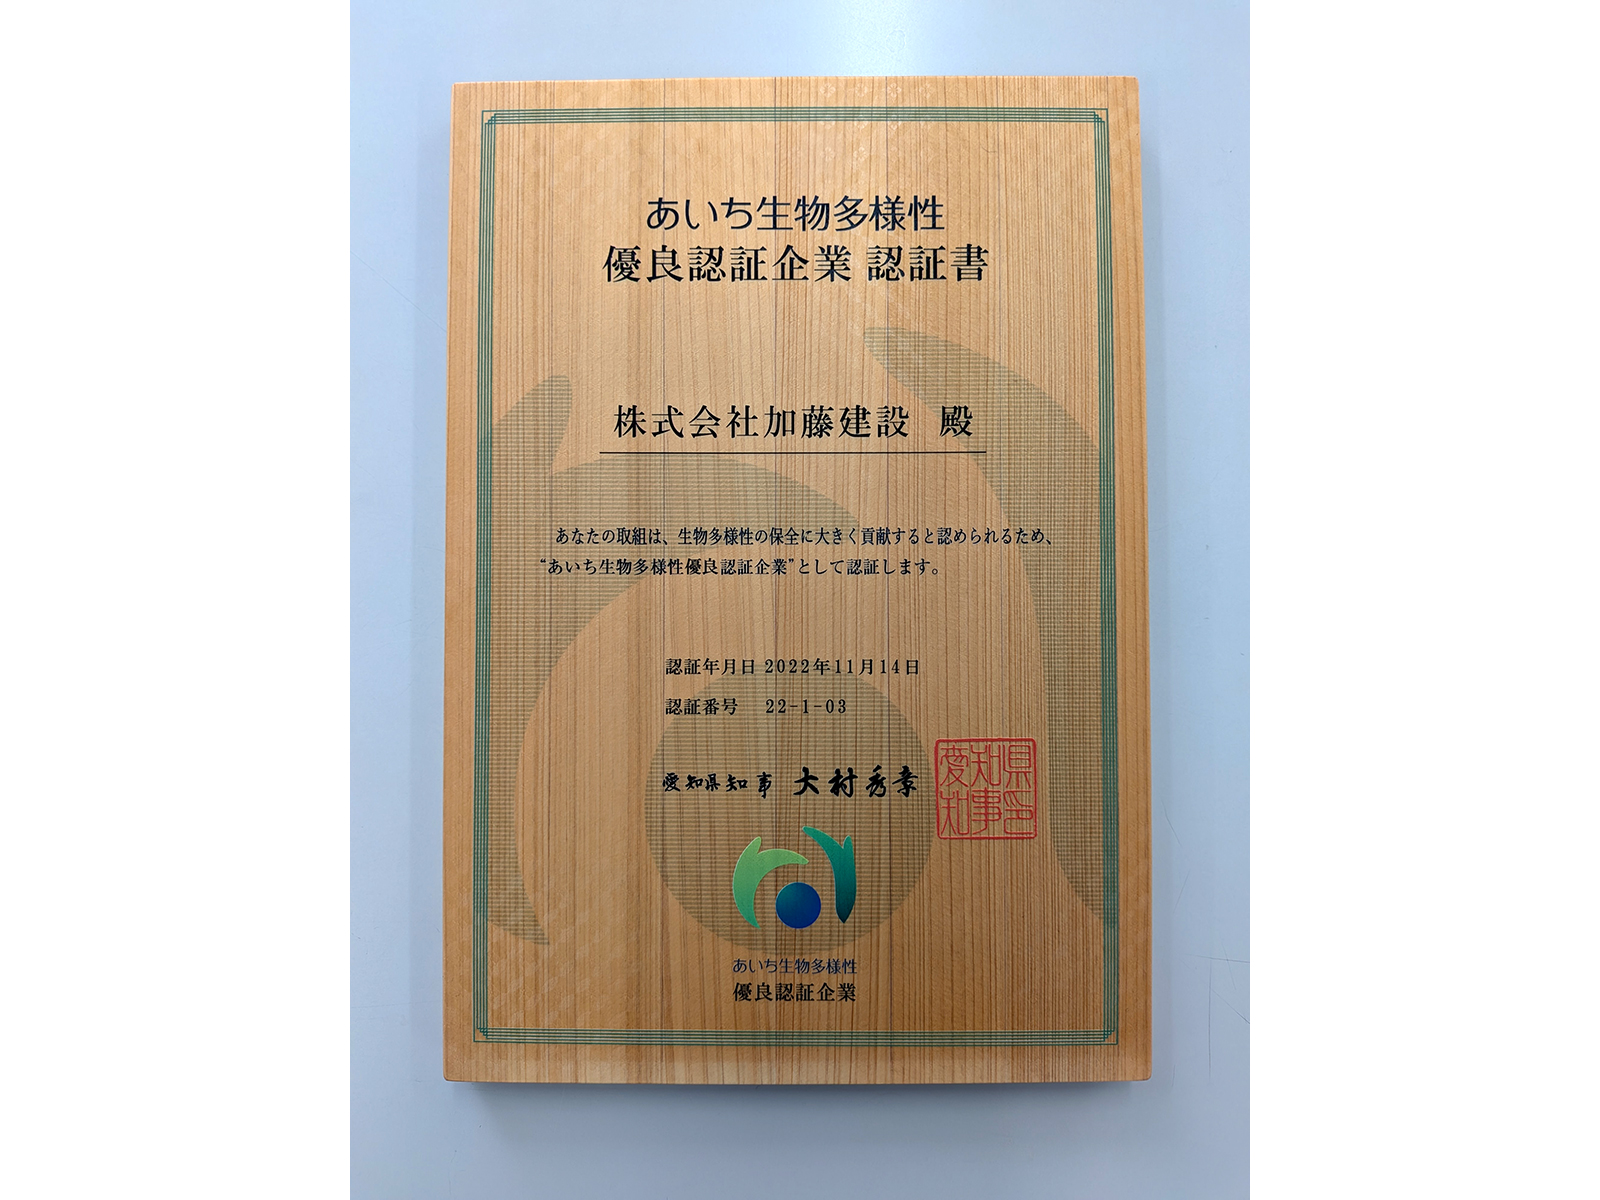 あいち生物多様性
優良認証企業 認証書
株式会社加藤建設 殿
あなたの取組は、生物多様性の保全に大きく貢献すると認められるため、
“あいち生物多様性優良認証企業”として認証します。
認証年月日 2022年11月14日
認証番号 22-1-03
愛知県知事 大村秀章
愛知県知事印
あいち生物多様性
優良認証企業